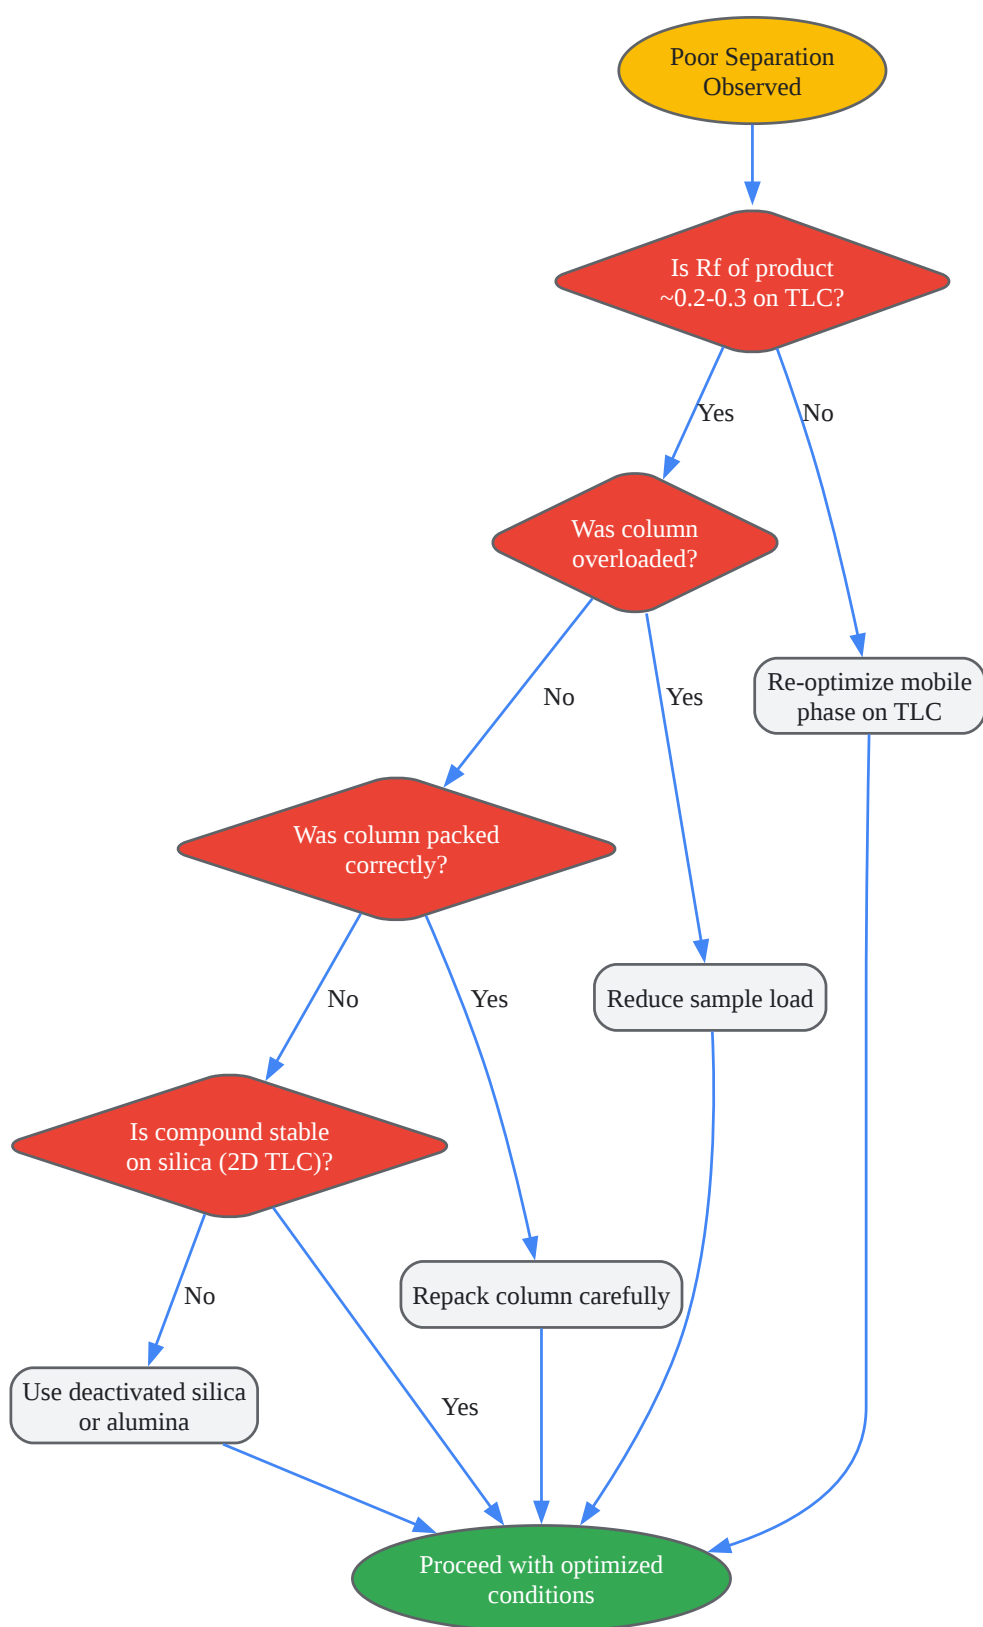 Poor Separation
Observed
Is Rf of product
~0.2-0.3 on TLC?
Yes
No
Was column
overloaded?
No
Yes
Re-optimize mobile
phase on TLC
Was column packed
correctly?
No
Yes
Reduce sample load
Is compound stable
on silica (2D TLC)?
No
Repack column carefully
Use deactivated silica
or alumina
Yes
Proceed with optimized
conditions